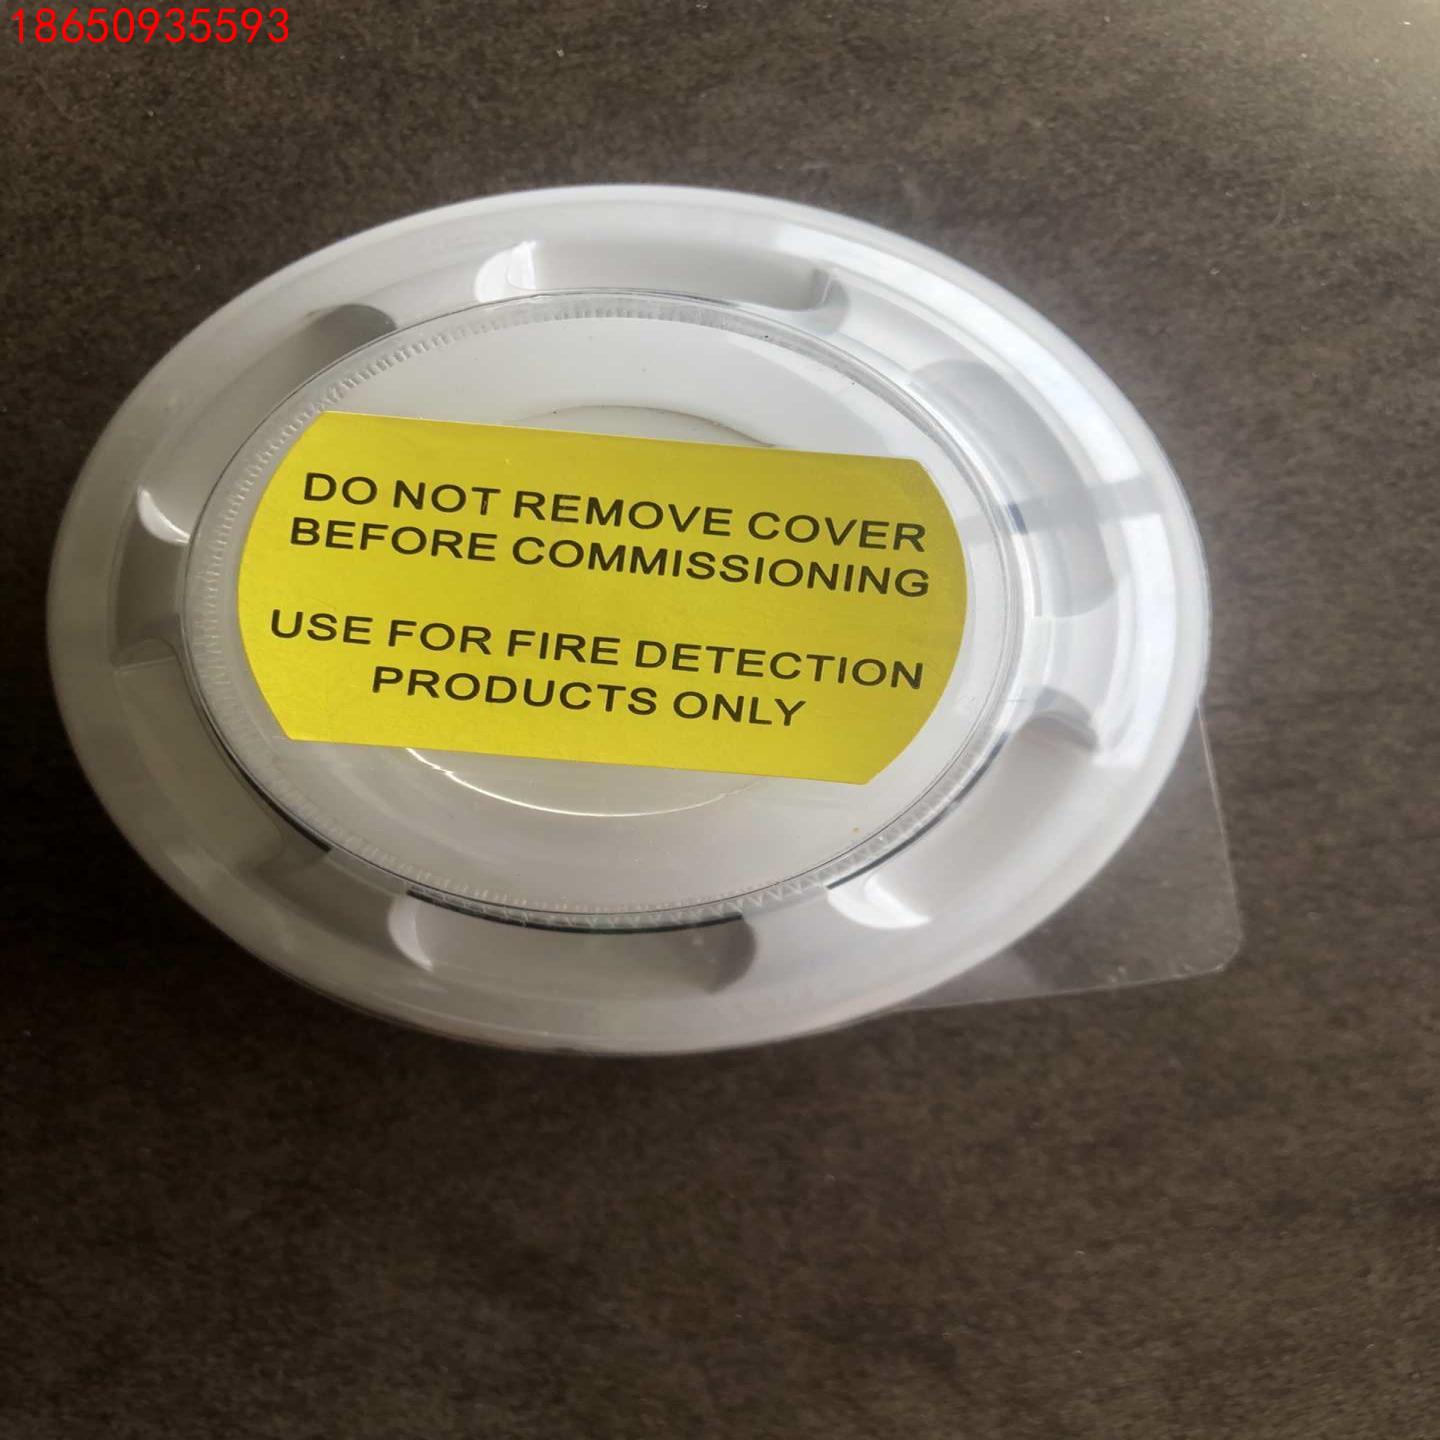 18650935593
DO NOT REMOVE COVER
BEFORE COMMISSIONING
USE FOR FIRE DETECTION
PRODUCTS ONLY